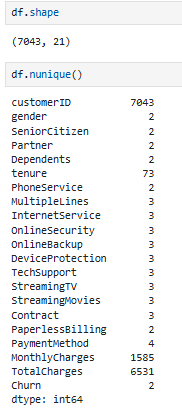 df.shape
(7043, 21)
df.nunique()
customerID 7043
gender 2
SeniorCitizen 2
Partner 2
Dependents 2
tenure 73
PhoneService 2
MultipleLines 3
InternetService 3
OnlineSecurity 3
OnlineBackup 3
DeviceProtection 3
TechSupport 3
StreamingTV 3
StreamingMovies 3
Contract 3
PaperlessBilling 2
PaymentMethod 4
MonthlyCharges 1585
TotalCharges 6531
Churn 2
dtype: int64